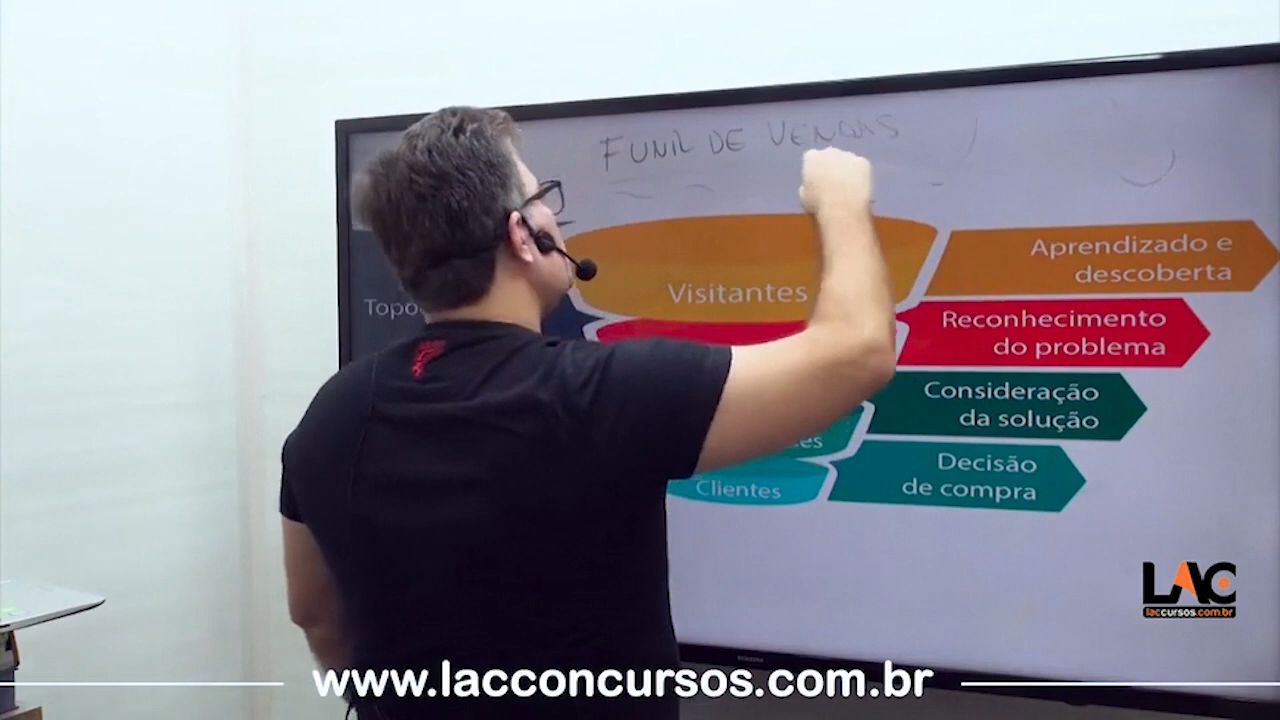 FUNIL DE VENDAS
Visitantes
Aprendizado e
descoberta
Topo
Reconhecimento
do problema
Consideração
da solução
Decisão
de compra
Clientes
LAC
laccursos.com.br
www.lacconcursos.com.br